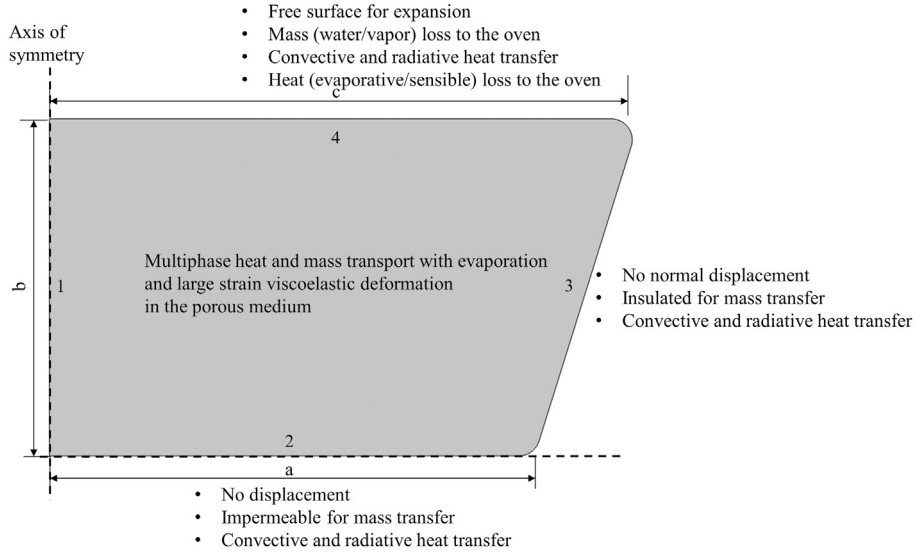 • Free surface for expansion
• Mass (water/vapor) loss to the oven
• Convective and radiative heat transfer
• Heat (evaporative/sensible) loss to the oven
Axis of
symmetry
c
4
b
1
Multiphase heat and mass transport with evaporation
and large strain viscoelastic deformation
in the porous medium
3
• No normal displacement
• Insulated for mass transfer
• Convective and radiative heat transfer
2
a
• No displacement
• Impermeable for mass transfer
• Convective and radiative heat transfer